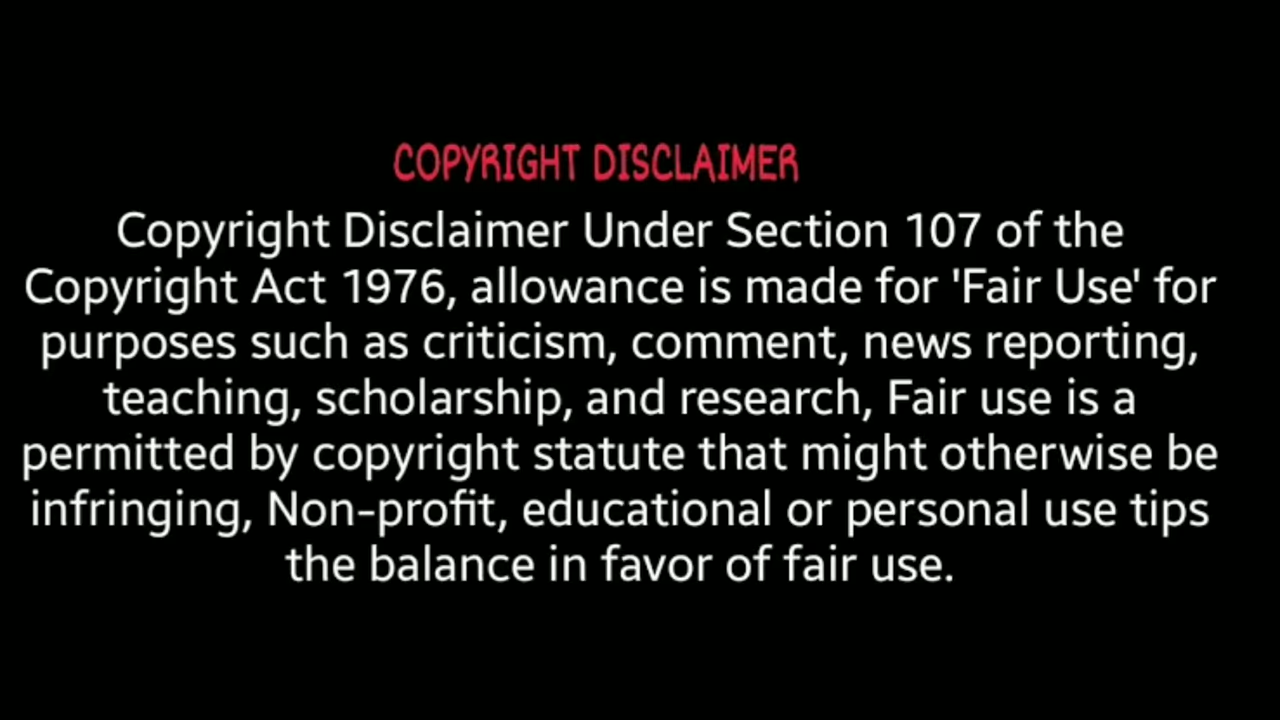 COPYRIGHT DISCLAIMER
Copyright Disclaimer Under Section 107 of the
Copyright Act 1976, allowance is made for 'Fair Use' for
purposes such as criticism, comment, news reporting,
teaching, scholarship, and research, Fair use is a
permitted by copyright statute that might otherwise be
infringing, Non-profit, educational or personal use tips
the balance in favor of fair use.